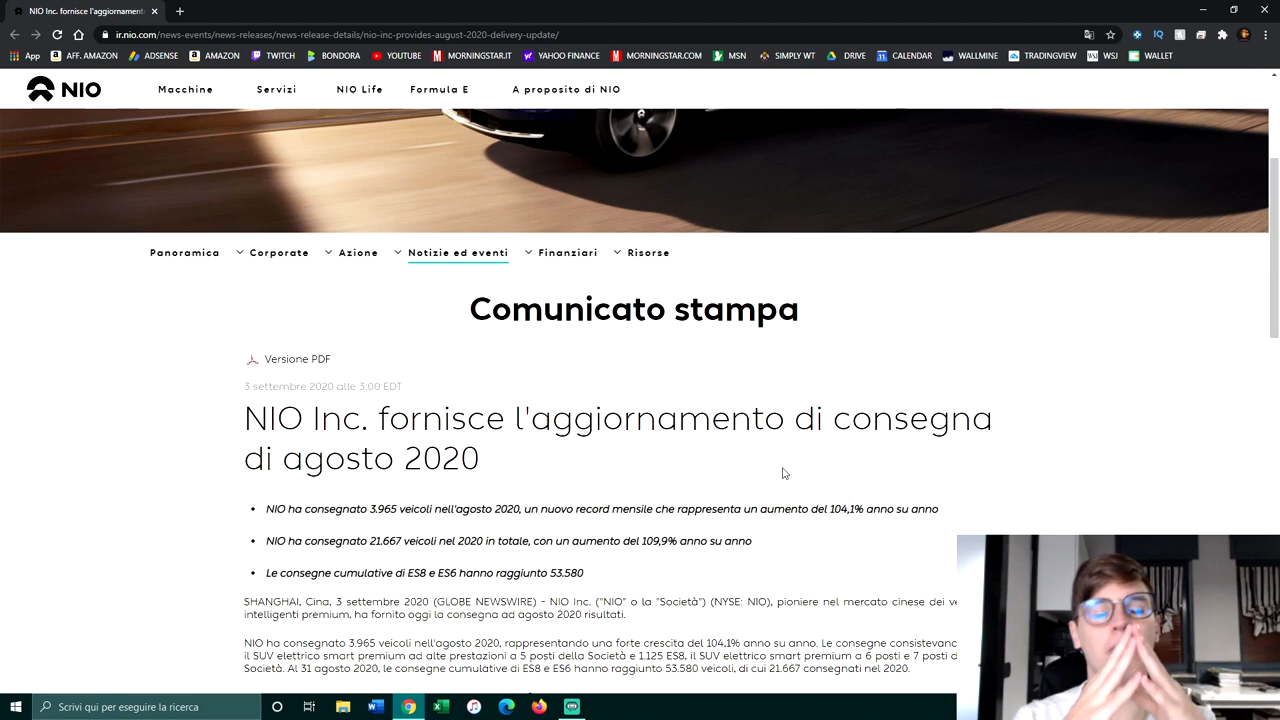 NIO Inc. fornisce l'aggiornament
ir.nio.com/news-events/news-releases/news-release-details/nio-inc-provides-august-2020-delivery-update/
App AFF. AMAZON ADSENSE AMAZON TWITCH BONDORA YOUTUBE MORNINGSTAR.IT YAHOO FINANCE MORNINGSTAR.COM MSN SIMPLY WT DRIVE CALENDAR WALLMINE TRADINGVIEW WSJ WALLET
NIO Macchine Servizi NIO Life Formula E A proposito di NIO
Panoramica Corporate Azione Notizie ed eventi Finanziari Risorse
Comunicato stampa
Versione PDF
3 settembre 2020 alle 3.00 EDT
NIO Inc. fornisce l'aggiornamento di consegna
di agosto 2020
• NIO ha consegnato 3.965 veicoli nell'agosto 2020, un nuovo record mensile che rappresenta un aumento del 104,1% anno su anno
• NIO ha consegnato 21.667 veicoli nel 2020 in totale, con un aumento del 109,9% anno su anno
• Le consegne cumulative di ES8 e ES6 hanno raggiunto 53.580
SHANGHAI, Cina, 3 settembre 2020 (GLOBE NEWSWIRE) - NIO Inc. ("NIO" o la "Società") (NYSE: NIO), pioniere nel mercato cinese dei ve
intelligenti premium, ha fornito oggi la consegna ad agosto 2020 risultati.
NIO ha consegnato 3.965 veicoli nell'agosto 2020, rappresentando una forte crescita del 104,1% anno su anno. Le consegne consistevano
il SUV elettrico smart premium ad alte prestazioni a 5 posti della Società e 1.125 ES8, il SUV elettrico smart premium a 6 posti e 7 posti d
Società. Al 31 agosto 2020, le consegne cumulative di ES8 e ES6 hanno raggiunto 53.580 veicoli, di cui 21.667 consegnati nel 2020.
Scrivi qui per eseguire la ricerca